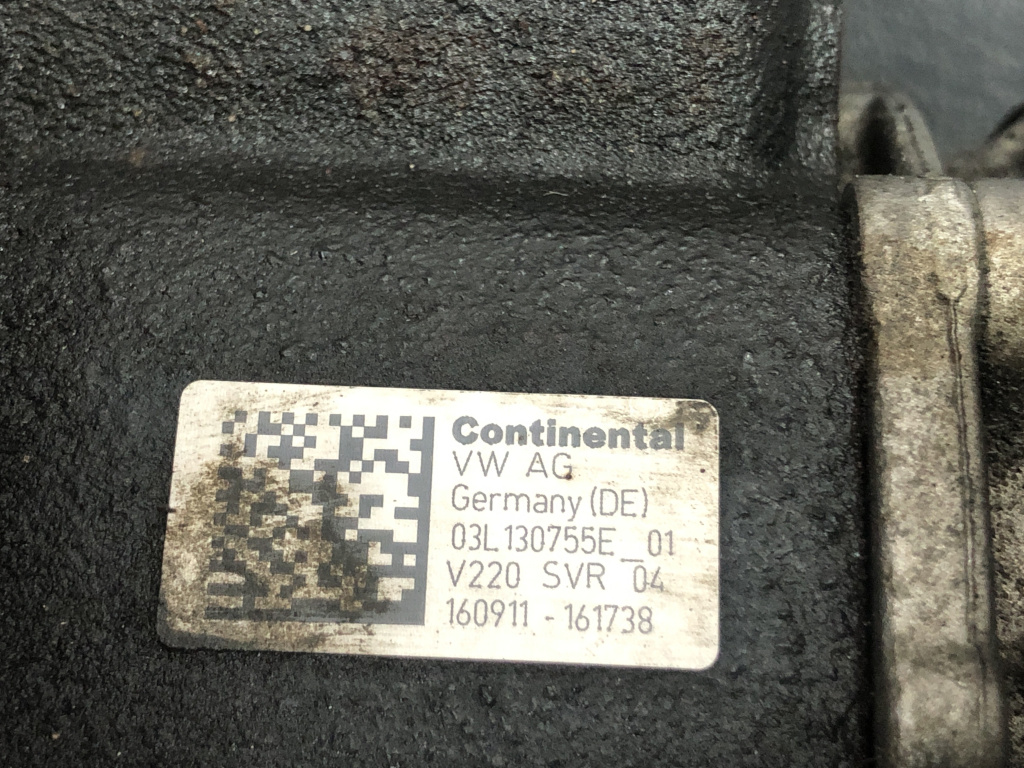 Continental
VW AG
Germany (DE)
03L130755E_01
V220 SVR 04
160911 - 161738